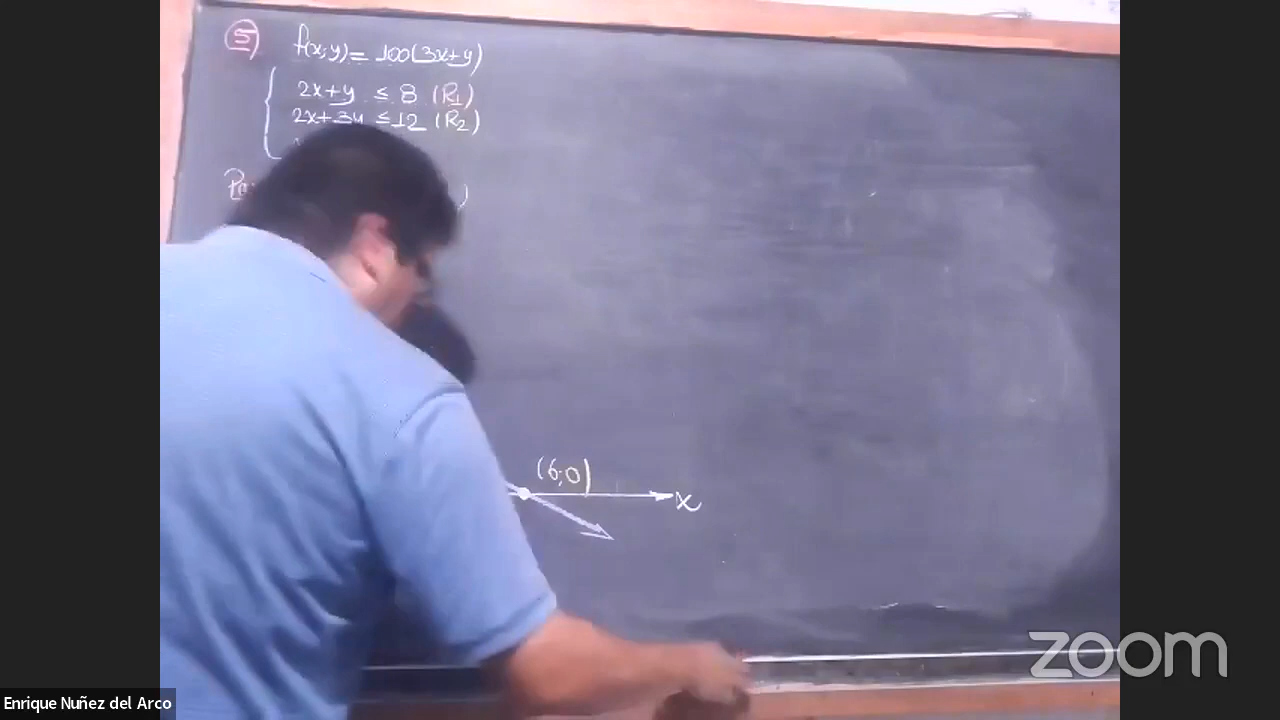 5 f(x;y) = 100(3x+y)
2x+y ≤ 8 (R1)
2x+3y ≤ 12 (R2)
(6;0)
x
zoom
Enrique Nuñez del Arco